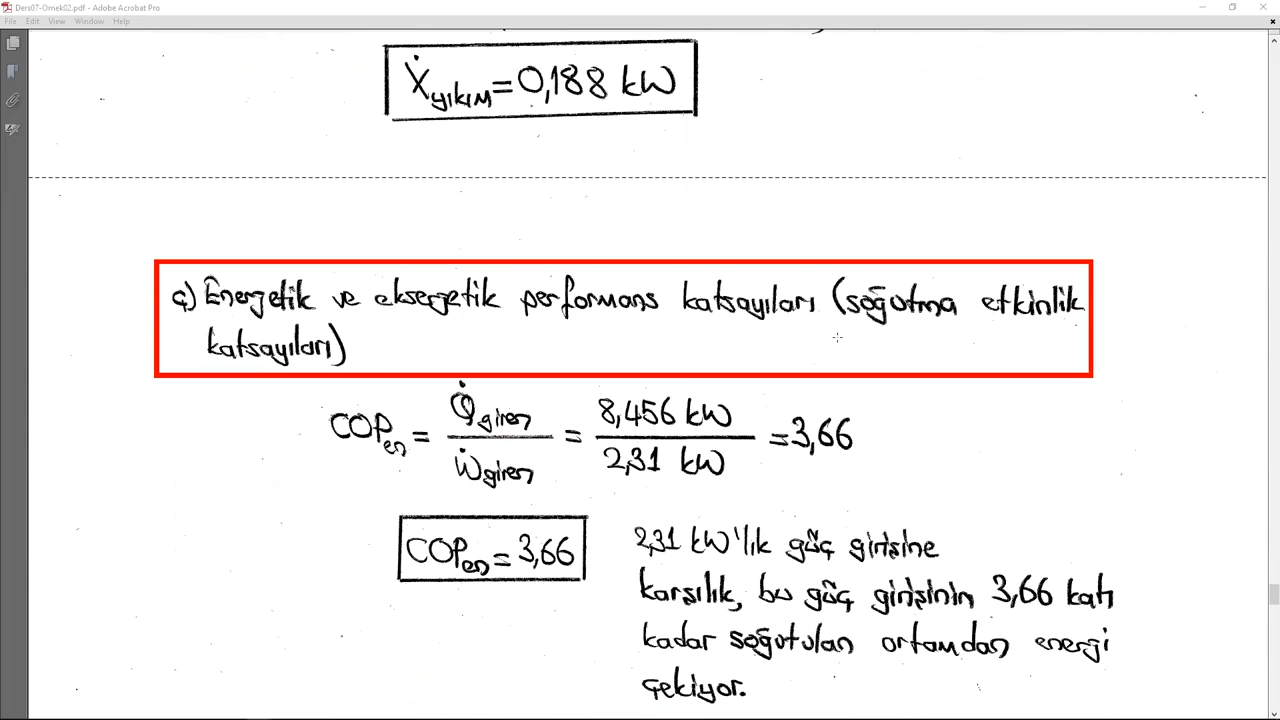 Ders07-Ornek02.pdf - Adobe Acrobat Pro
File Edit View Window Help
Ẋyıkım = 0,188 kW
ç) Energetik ve eksergetik performans katsayıları (soğutma etkinlik
katsayıları)
COPen = Q̇giren / Ẇgiren = 8,456 kW / 2,31 kW = 3,66
COPen = 3,66
2,31 kW'lık güç girişine
karşılık, bu güç girişinin 3,66 katı
kadar soğutulan ortamdan energi
çekiyor.